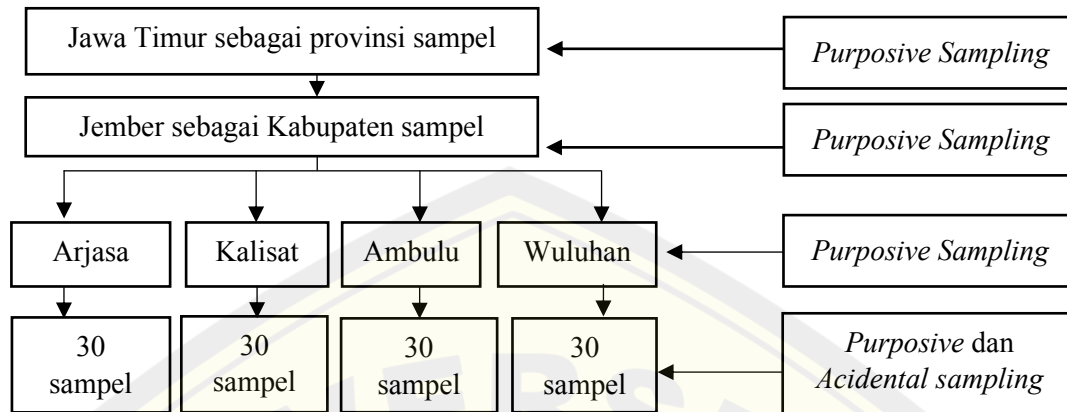 Jawa Timur sebagai provinsi sampel
Purposive Sampling
Jember sebagai Kabupaten sampel
Purposive Sampling
Arjasa
Kalisat
Ambulu
Wuluhan
Purposive Sampling
30
sampel
30
sampel
30
sampel
30
sampel
Purposive dan
Acidental sampling